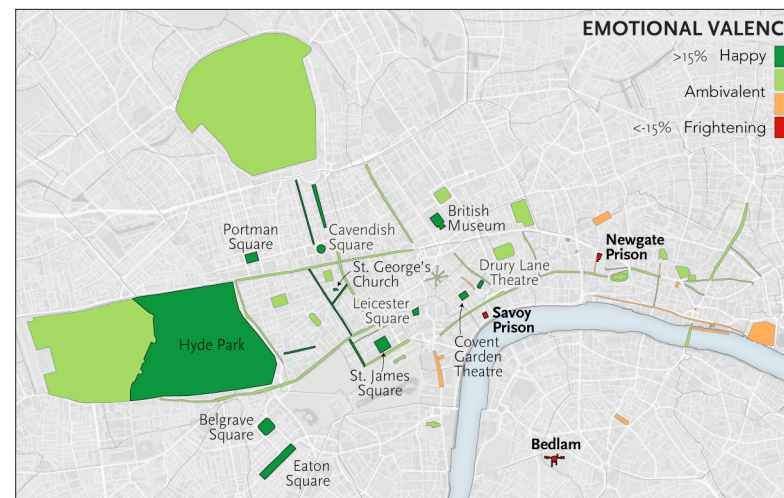 EMOTIONAL VALENC
>15% Happy
Ambivalent
<-15% Frightening
Portman
Square
Cavendish
Square
British
Museum
St. George's
Church
Newgate
Prison
Drury Lane
Theatre
Leicester
Square
Savoy
Prison
Hyde Park
Covent
Garden
Theatre
St. James
Square
Belgrave
Square
Eaton
Square
Bedlam